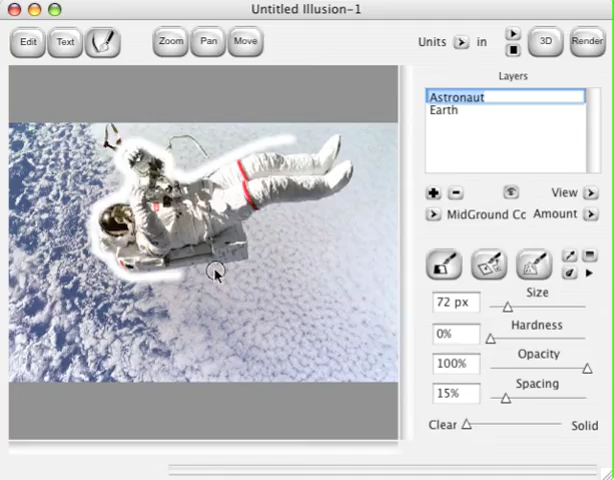 Untitled Illusion-1
Edit Text Zoom Pan Move Units in 3D Render
Layers
Astronaut
Earth
View
MidGround Cc Amount
Size
72 px
Hardness
0%
Opacity
100%
Spacing
15%
Clear Solid